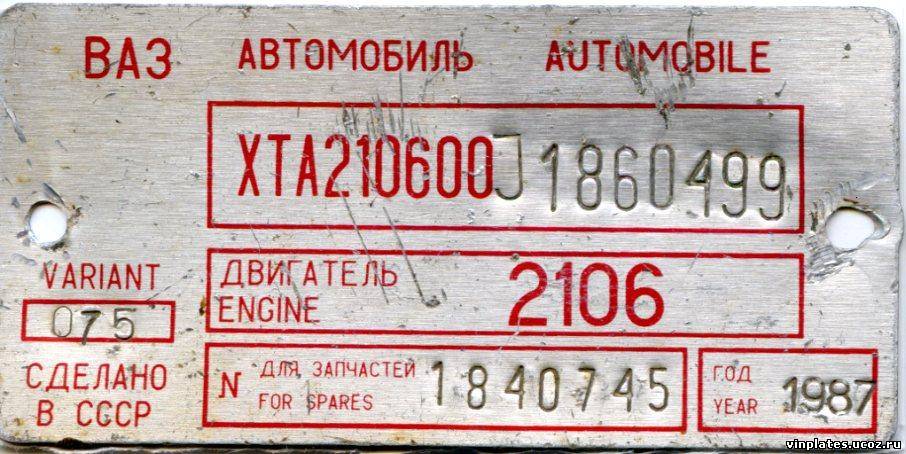 ВАЗ АВТОМОБИЛЬ AUTOMOBILE
XTA210600J1860499
VARIANT
075
ДВИГАТЕЛЬ
ENGINE
2106
СДЕЛАНО
В СССР
N
ДЛЯ ЗАПЧАСТЕЙ
FOR SPARES
1840745
ГОД
YEAR
1987
vinplates.ucoz.ru